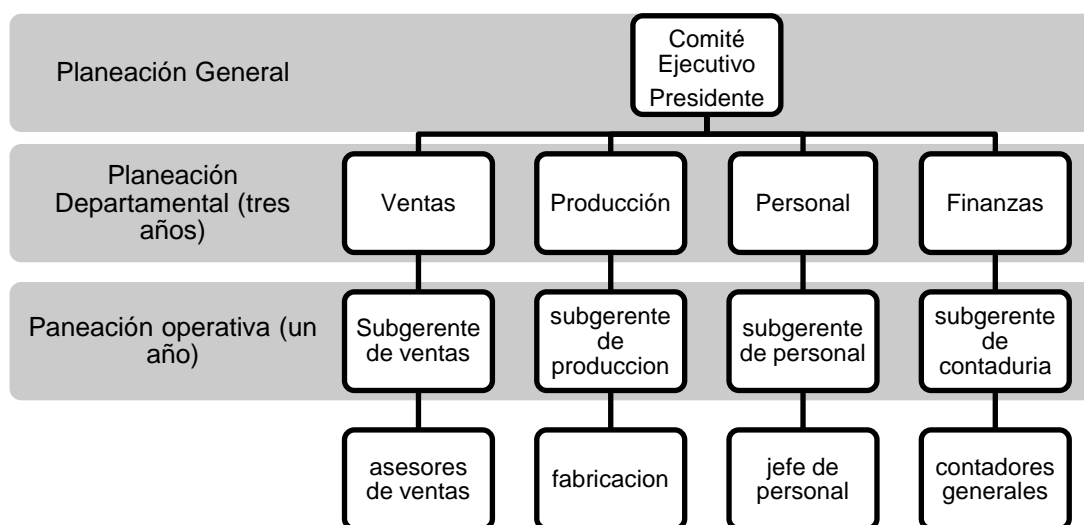 Planeación General
Comité
Ejecutivo
Presidente
Planeación
Departamental (tres
años)
Ventas
Producción
Personal
Finanzas
Paneación operativa (un
año)
Subgerente
de ventas
subgerente
de
produccion
subgerente
de personal
subgerente
de
contaduria
asesores
de ventas
fabricacion
jefe de
personal
contadores
generales